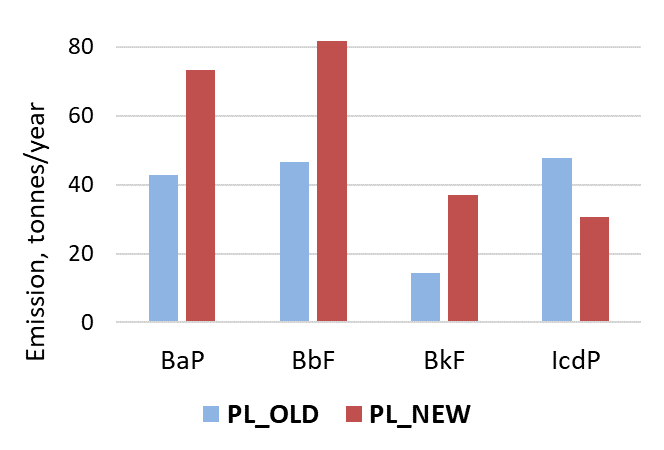 Emission, tonnes/year
80
60
40
20
0
BaP BbF BkF IcdP
PL_OLD PL_NEW